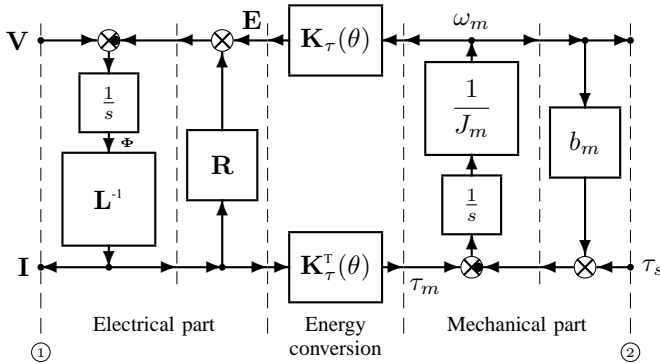 V E K_τ(θ) ω_m
1/s 1/J_m
Φ
L^-1 R b_m
1/s
I K_τ^T(θ) τ_m τ_s
Electrical part Energy conversion Mechanical part
① ②